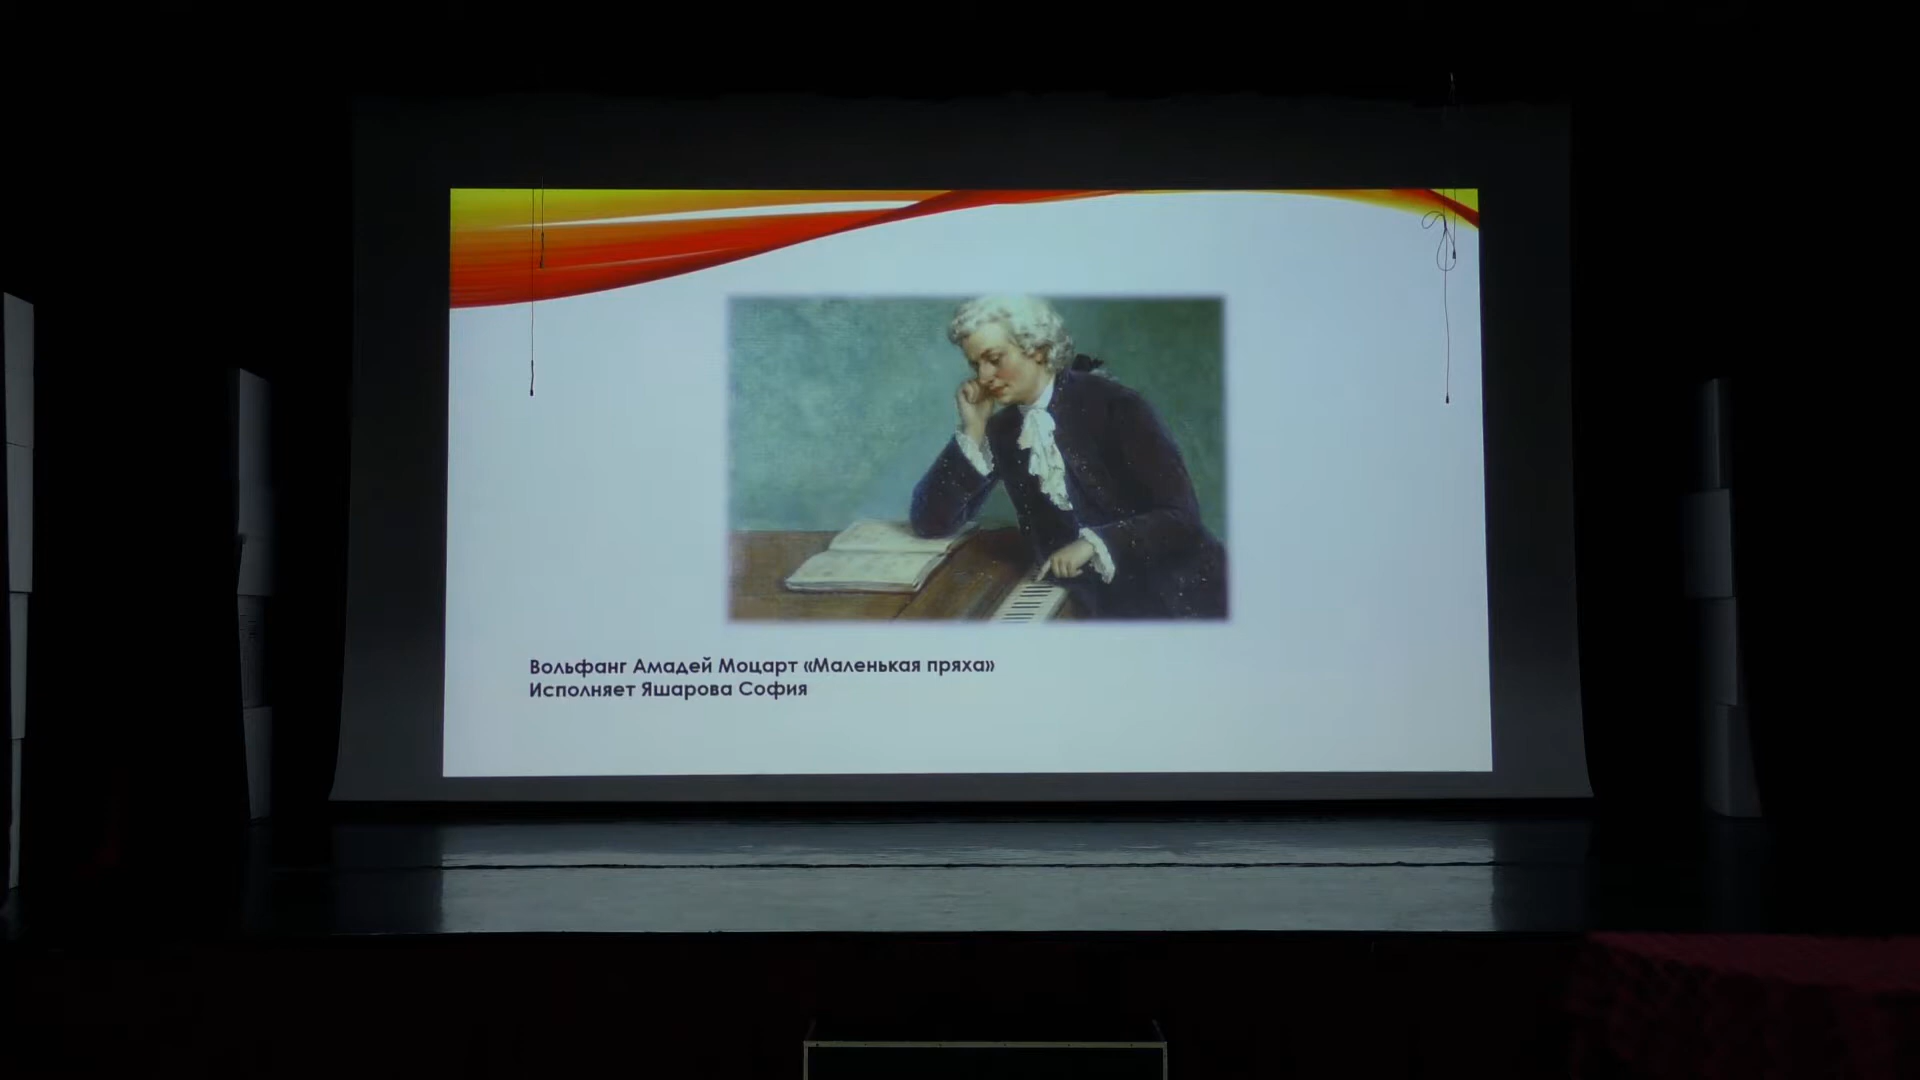 Вольфанг Амадей Моцарт «Маленькая пряха»
Исполняет Яшарова София